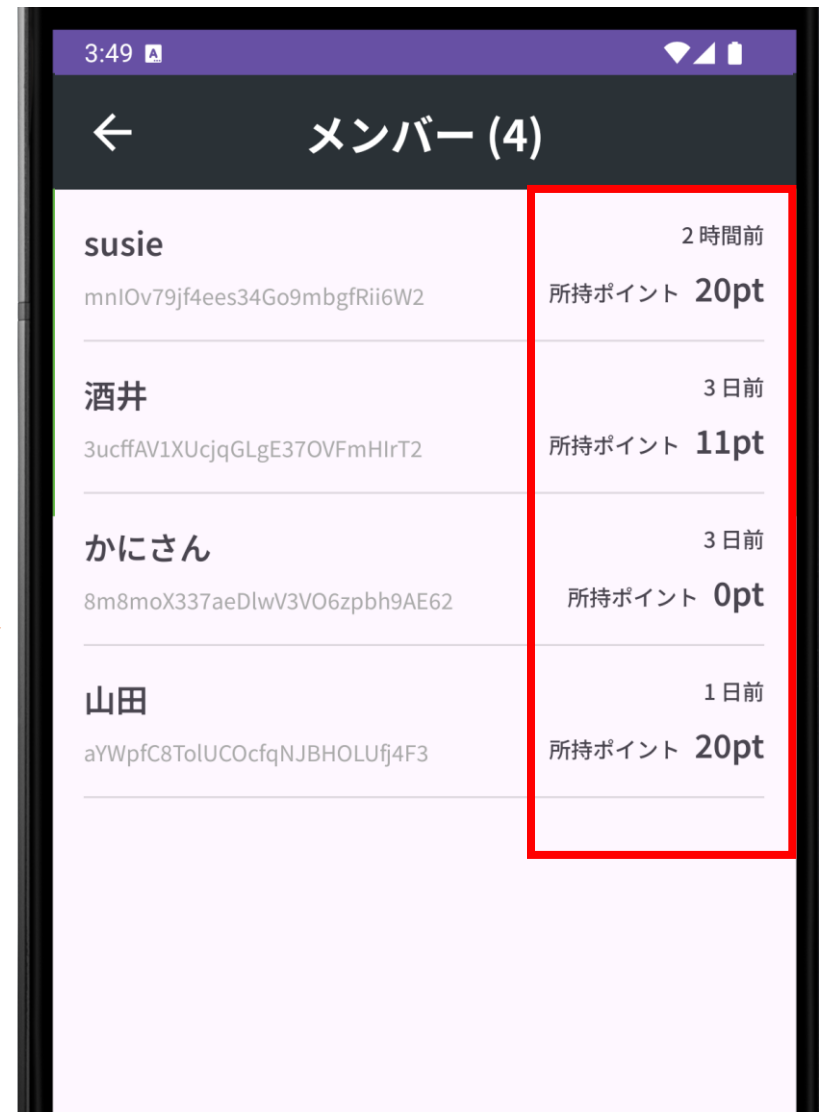 3:49
メンバー (4)
susie
2 時間前
mnIOv79jf4ees34Go9mbgfRii6W2
所持ポイント 20pt
酒井
3 日前
3ucffAV1XUcjqGLgE37OVFmHIrT2
所持ポイント 11pt
かにさん
3 日前
8m8moX337aeDlwV3VO6zpbh9AE62
所持ポイント 0pt
山田
1 日前
aYWpfC8TolUCOcfqNJBHOLUfj4F3
所持ポイント 20pt